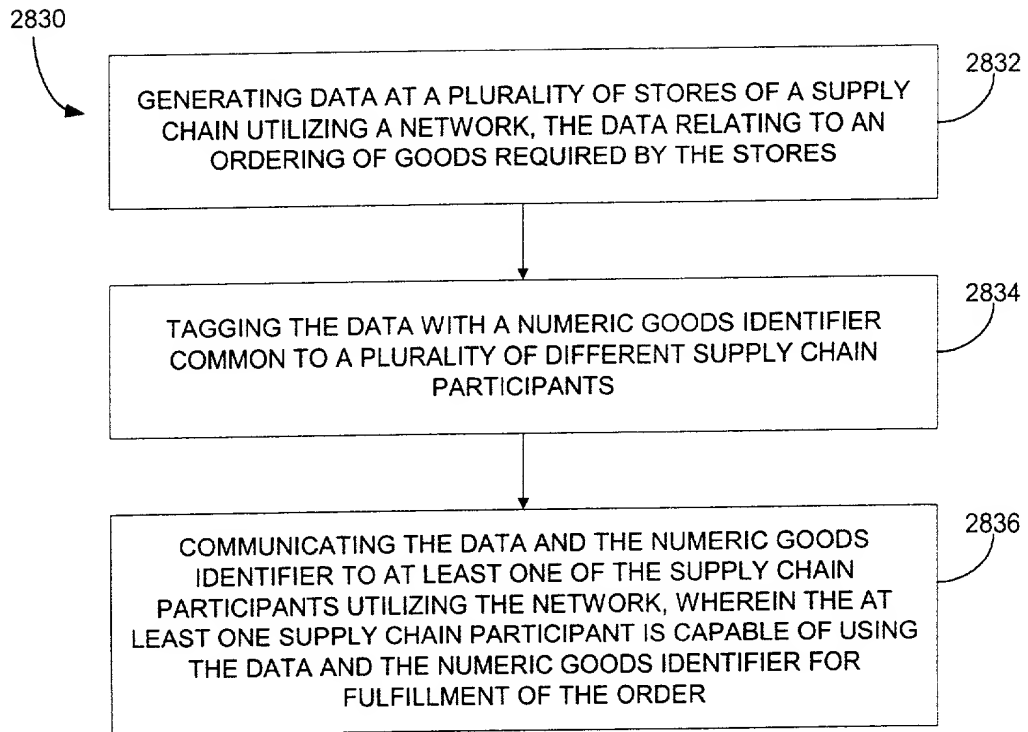 2830
2832
GENERATING DATA AT A PLURALITY OF STORES OF A SUPPLY
CHAIN UTILIZING A NETWORK, THE DATA RELATING TO AN
ORDERING OF GOODS REQUIRED BY THE STORES
2834
TAGGING THE DATA WITH A NUMERIC GOODS IDENTIFIER
COMMON TO A PLURALITY OF DIFFERENT SUPPLY CHAIN
PARTICIPANTS
2836
COMMUNICATING THE DATA AND THE NUMERIC GOODS
IDENTIFIER TO AT LEAST ONE OF THE SUPPLY CHAIN
PARTICIPANTS UTILIZING THE NETWORK, WHEREIN THE AT
LEAST ONE SUPPLY CHAIN PARTICIPANT IS CAPABLE OF USING
THE DATA AND THE NUMERIC GOODS IDENTIFIER FOR
FULFILLMENT OF THE ORDER